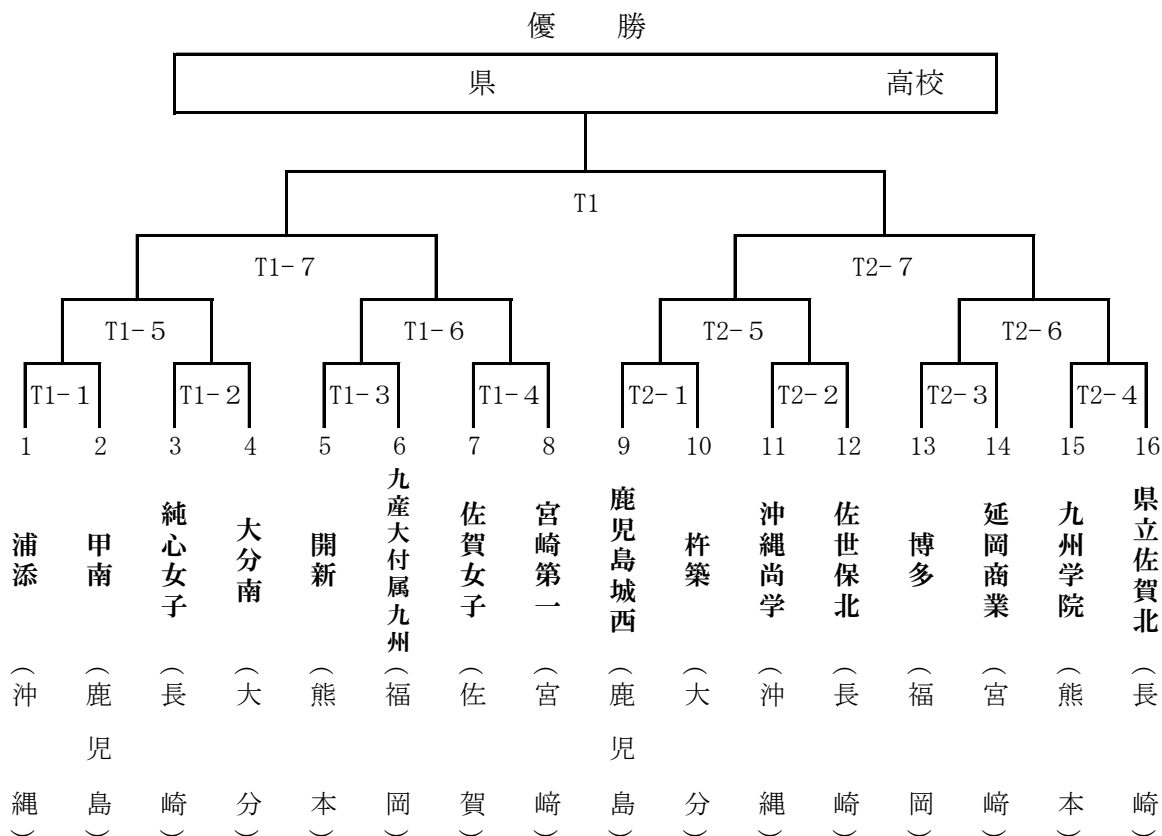 優 勝
県 高校
T1
T1-７ T2-７
T1-５ T1-６ T2-５ T2-６
T1-１ T1-２ T1-３ T1-４ T2-１ T2-２ T2-３ T2-４
1 2 3 4 5 6 7 8 9 10 11 12 13 14 15 16
浦添
（沖縄）
甲南
（鹿児島）
純心女子
（長崎）
大分南
（大分）
開新
（熊本）
九産大付属九州
（福岡）
佐賀女子
（佐賀）
宮崎第一
（宮﨑）
鹿児島城西
（鹿児島）
杵築
（大分）
沖縄尚学
（沖縄）
佐世保北
（長崎）
博多
（福岡）
延岡商業
（宮﨑）
九州学院
（熊本）
県立佐賀北
（長崎）